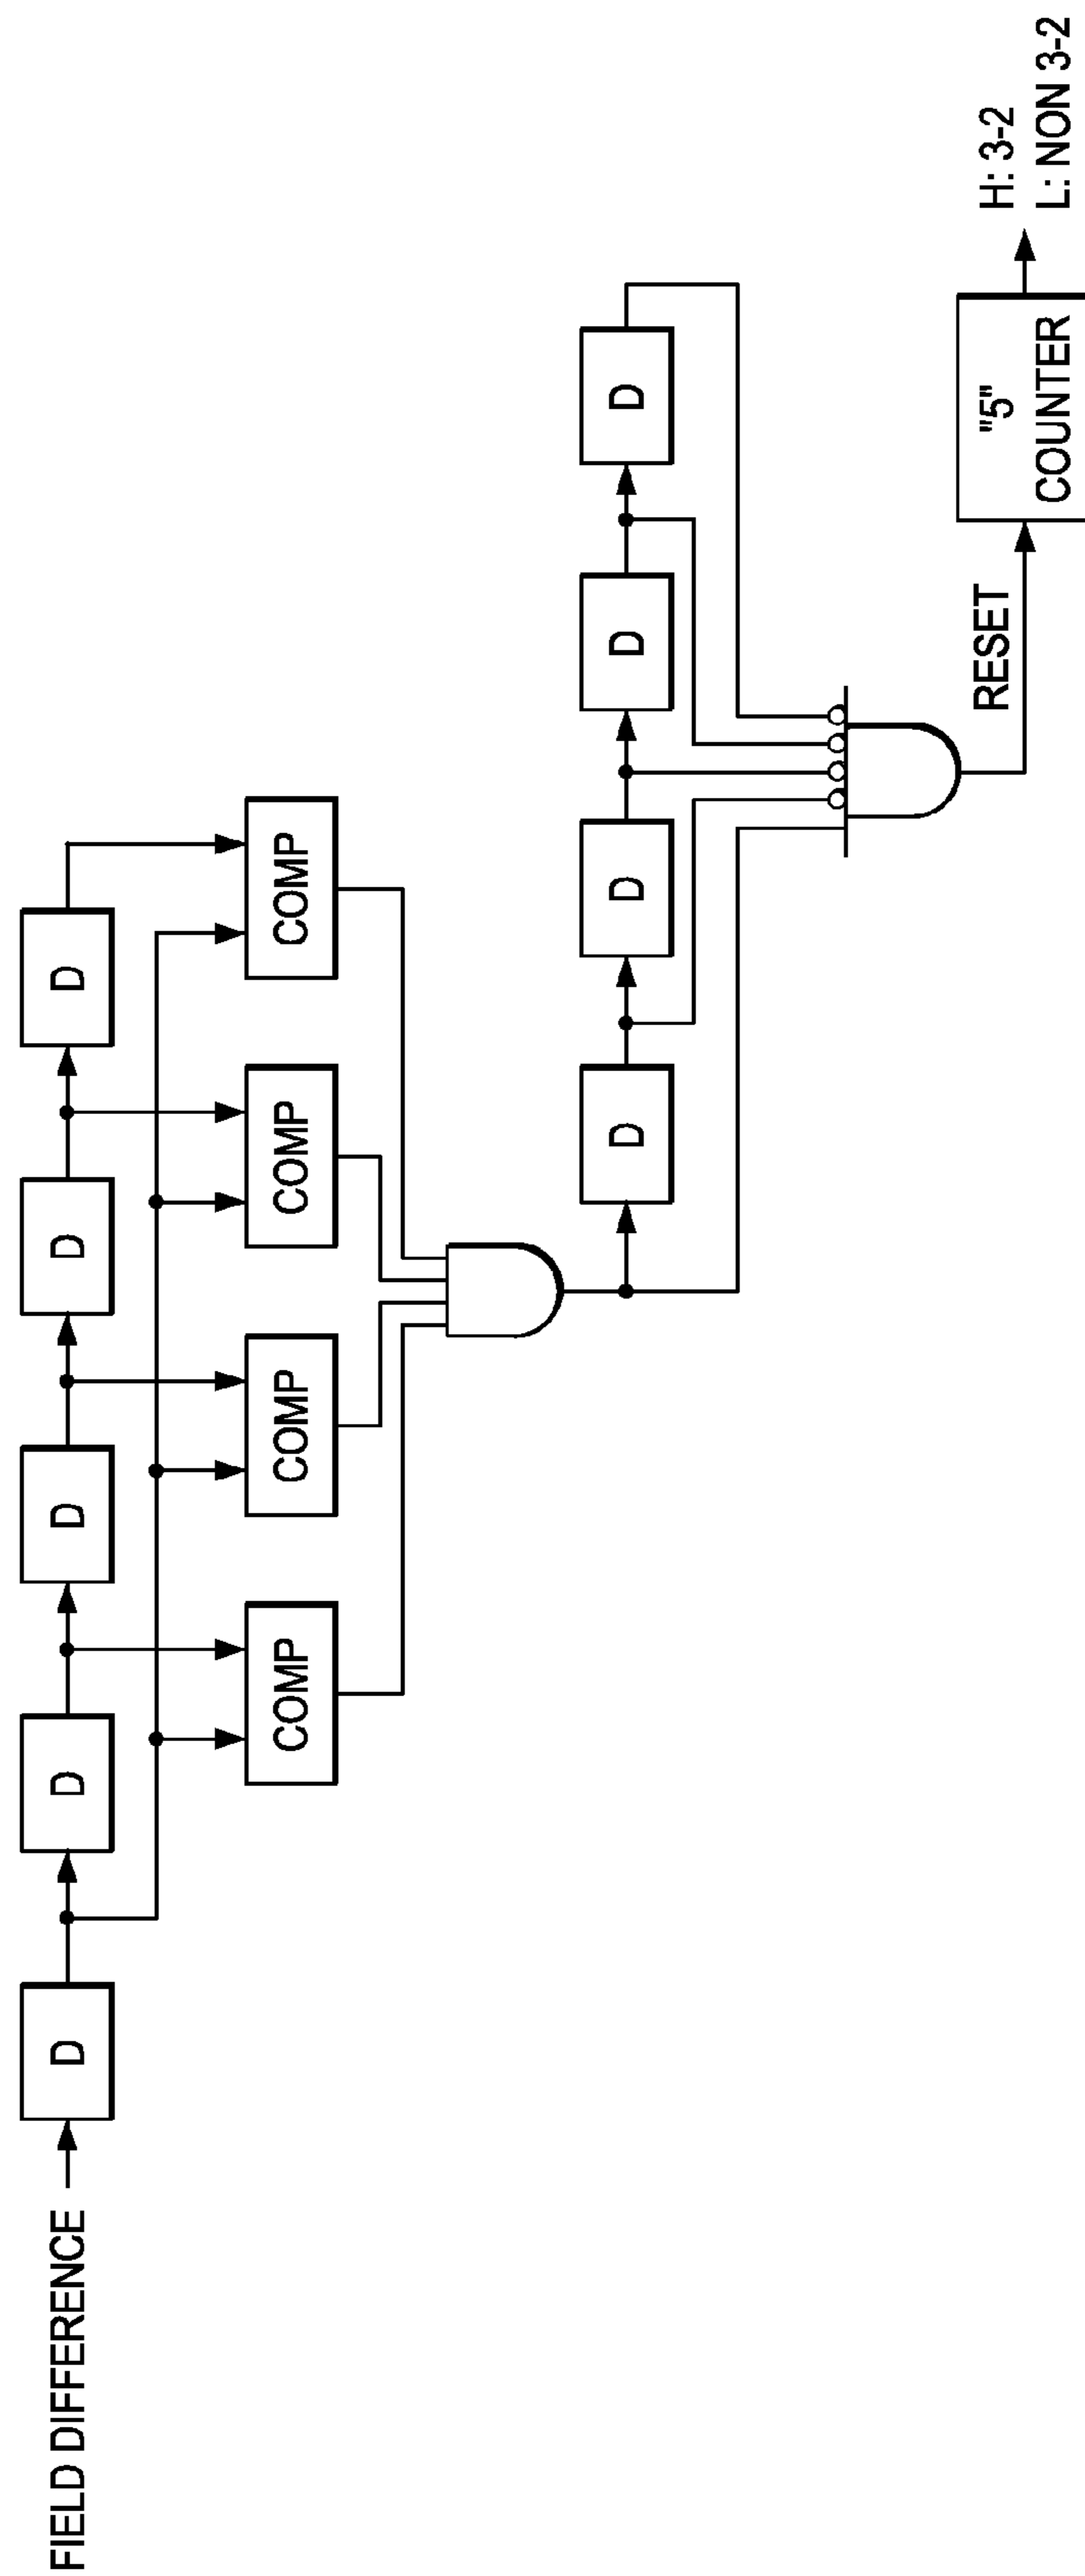 FIELD DIFFERENCE
D
D
D
D
D
COMP
COMP
COMP
COMP
D
D
D
D
RESET
"5"
COUNTER
H: 3-2
L: NON 3-2